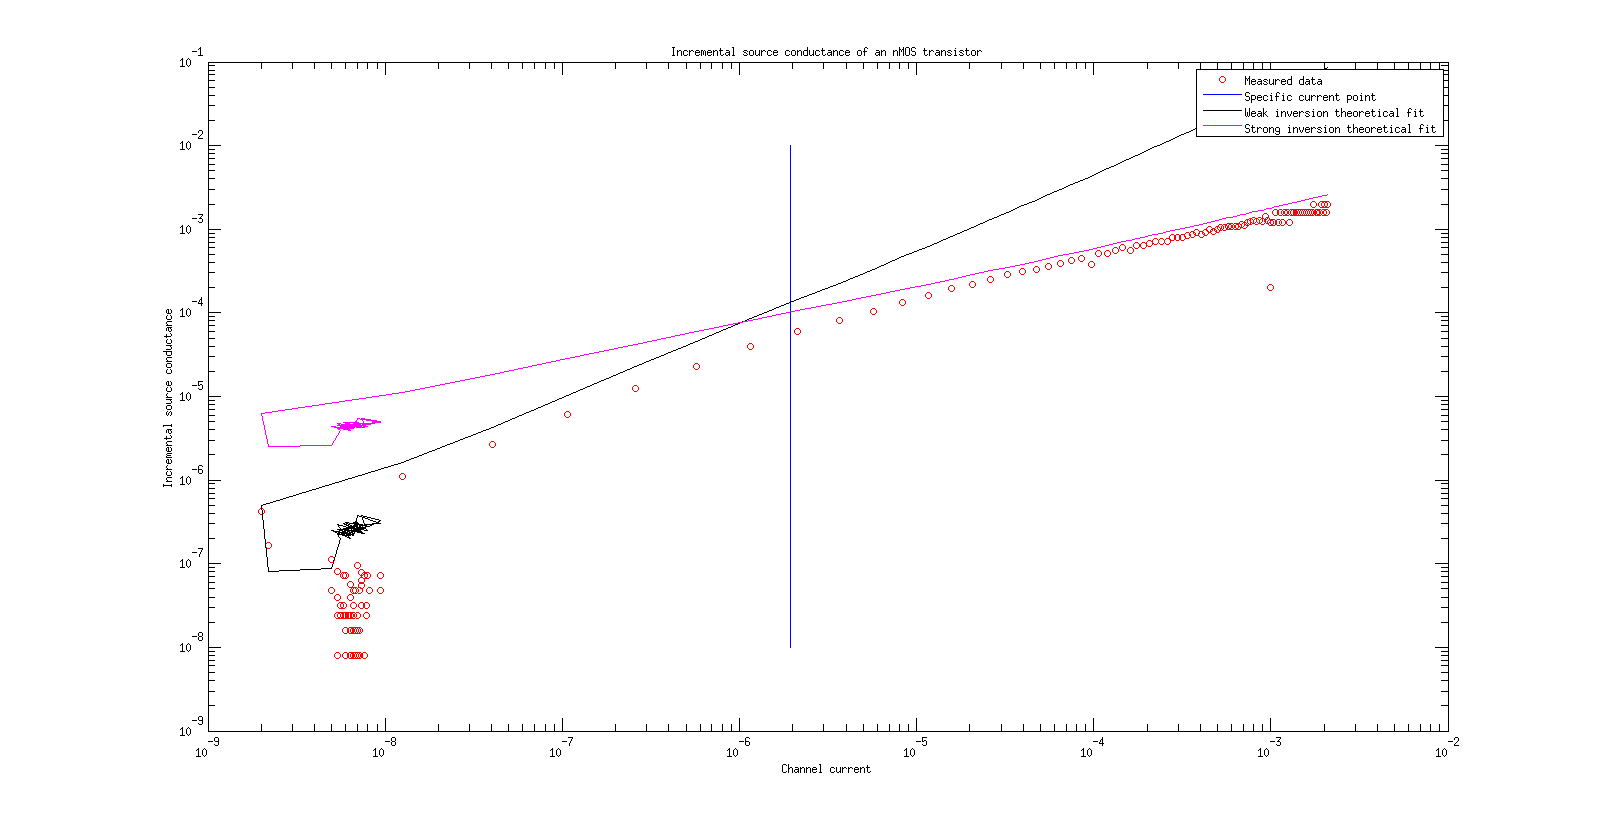 Incremental source conductance of an nMOS transistor
10^-1
10^-2
10^-3
10^-4
10^-5
10^-6
10^-7
10^-8
10^-9
Incremental source conductance
Measured data
Specific current point
Weak inversion theoretical fit
Strong inversion theoretical fit
10^-9 10^-8 10^-7 10^-6 10^-5 10^-4 10^-3 10^-2
Channel current